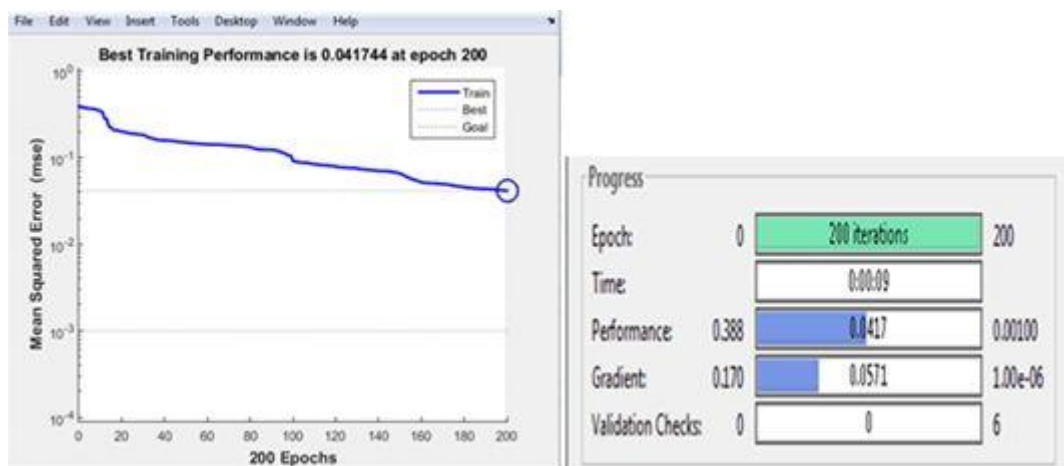 File Edit View Insert Tools Desktop Window Help
Best Training Performance is 0.041744 at epoch 200
Mean Squared Error (mse)
10^0
10^-1
10^-2
10^-3
10^-4
Train
Best
Goal
0 20 40 60 80 100 120 140 160 180 200
200 Epochs
Progress
Epoch: 0 200 iterations 200
Time: 0:00:09
Performance: 0.388 0.0417 0.00100
Gradient: 0.170 0.0571 1.00e-06
Validation Checks: 0 0 6